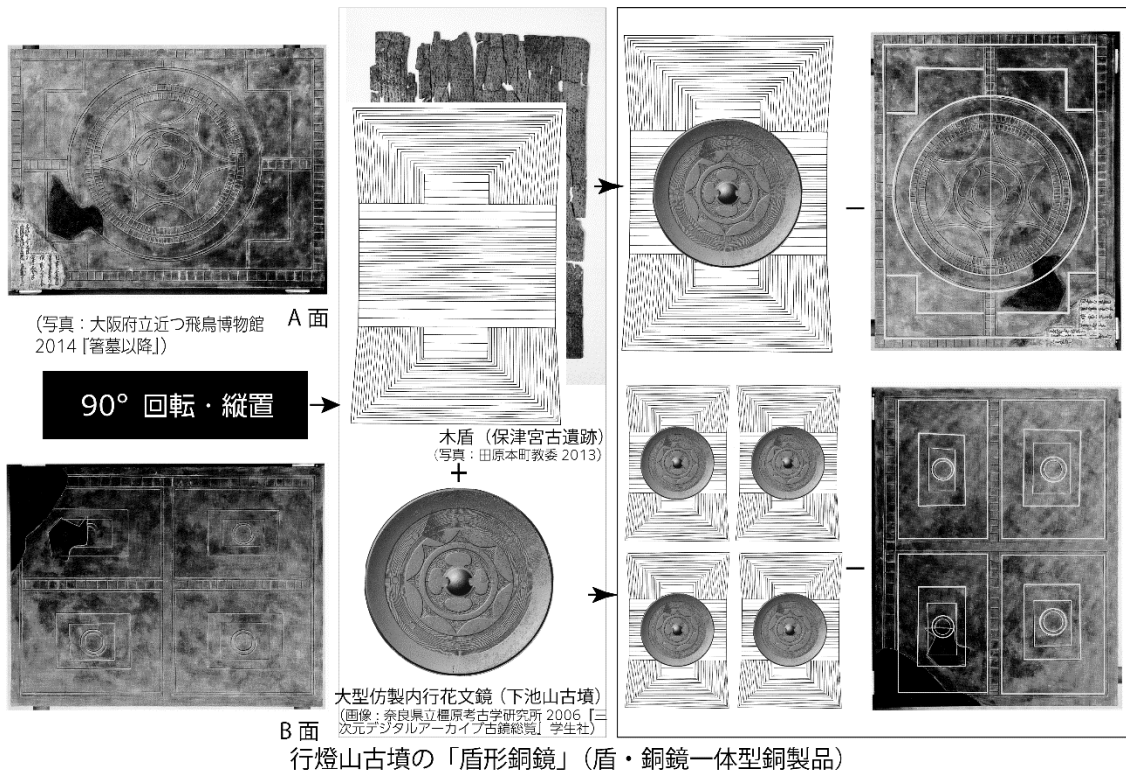 (写真：大阪府立近つ飛鳥博物館
2014『箸墓以降』)
A 面
90° 回転・縦置
木盾（保津宮古遺跡）
（写真：田原本町教委 2013）
+
大型仿製内行花文鏡（下池山古墳）
（画像：奈良県立橿原考古学研究所 2006『三
次元デジタルアーカイブ古鏡総覧』学生社）
B 面
行燈山古墳の「盾形銅鏡」（盾・銅鏡一体型銅製品）